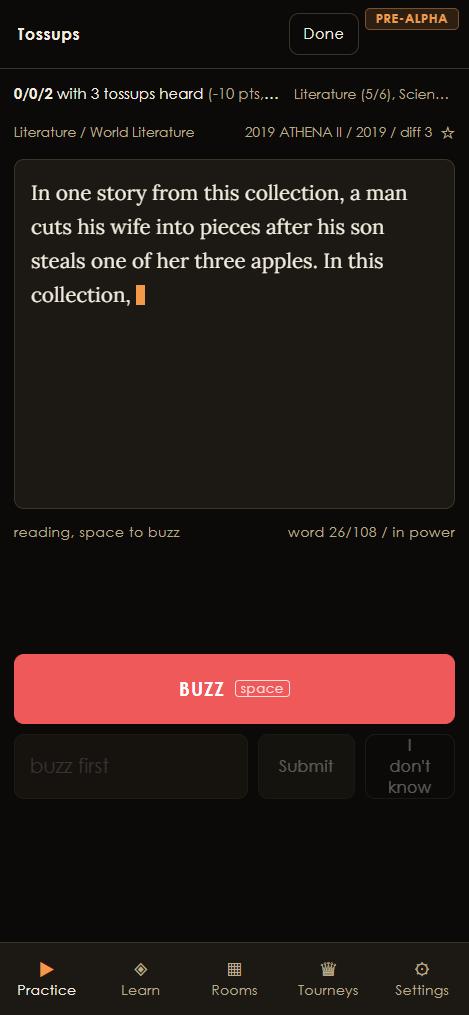 Tossups
Done
PRE-ALPHA
0/0/2 with 3 tossups heard (-10 pts,... Literature (5/6), Scien...
Literature / World Literature 2019 ATHENA II / 2019 / diff 3 ☆
In one story from this collection, a man
cuts his wife into pieces after his son
steals one of her three apples. In this
collection,
reading, space to buzz word 26/108 / in power
BUZZ space
buzz first
Submit
I
don't
know
Practice Learn Rooms Tourneys Settings